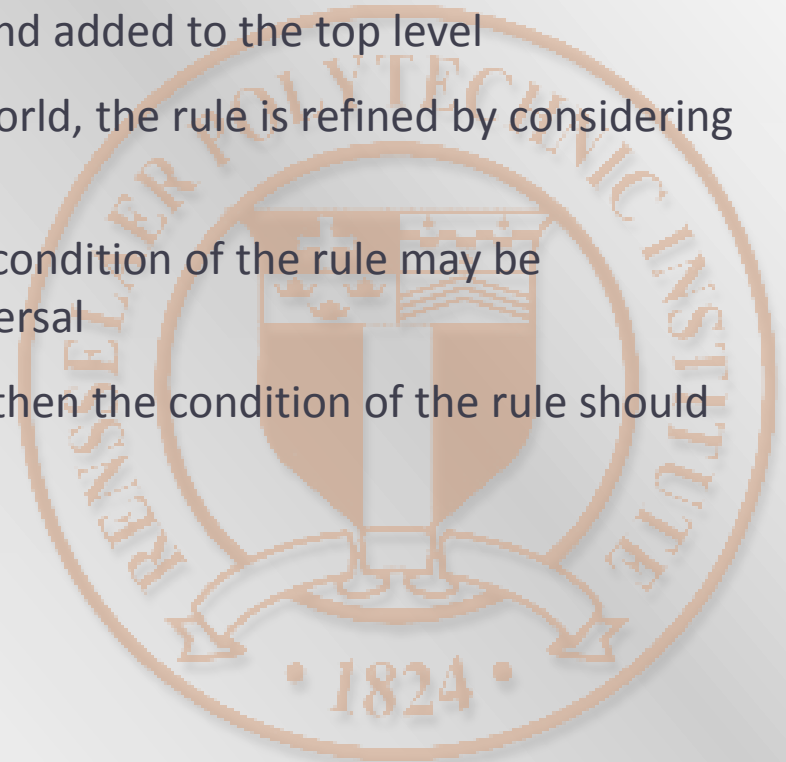 nd added to the top level
orld, the rule is refined by considering
condition of the rule may be
ersal
then the condition of the rule should
RENSSELAER POLYTECHNIC INSTITUTE
• 1824 •